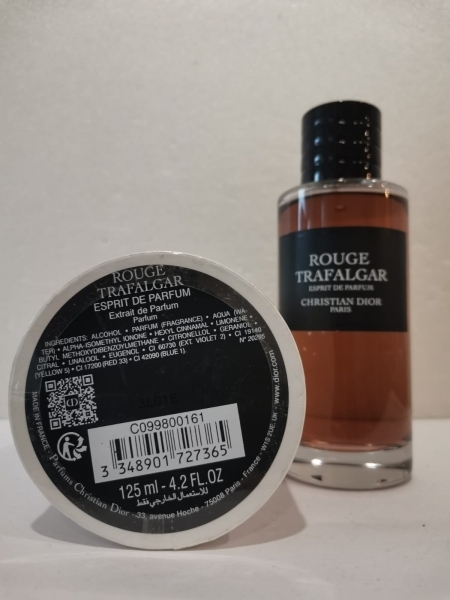 ROUGE
TRAFALGAR
ESPRIT DE PARFUM
Extrait de Parfum
Parfum
INGREDIENTS: ALCOHOL • PARFUM (FRAGRANCE) • AQUA (WA-
TER) • ALPHA-ISOMETHYL IONONE • HEXYL CINNAMAL • LIMONENE •
BUTYL METHOXYDIBENZOYLMETHANE • CITRONELLOL • GERANIOL •
CITRAL • LINALOOL • EUGENOL • CI 60730 (EXT. VIOLET 2) • CI 19140
(YELLOW 5) • CI 17200 (RED 33) • CI 42090 (BLUE 1). N° 20295
C099800161
3 348901 727365
125 ml - 4.2 FL.OZ
للاستعمال الخارجي فقط
MADE IN FRANCE - Parfums Christian Dior - 33, avenue Hoche - 75008 Paris - France - W1S 2UE. UK - www.dior.com
ROUGE
TRAFALGAR
ESPRIT DE PARFUM
CHRISTIAN DIOR
PARIS